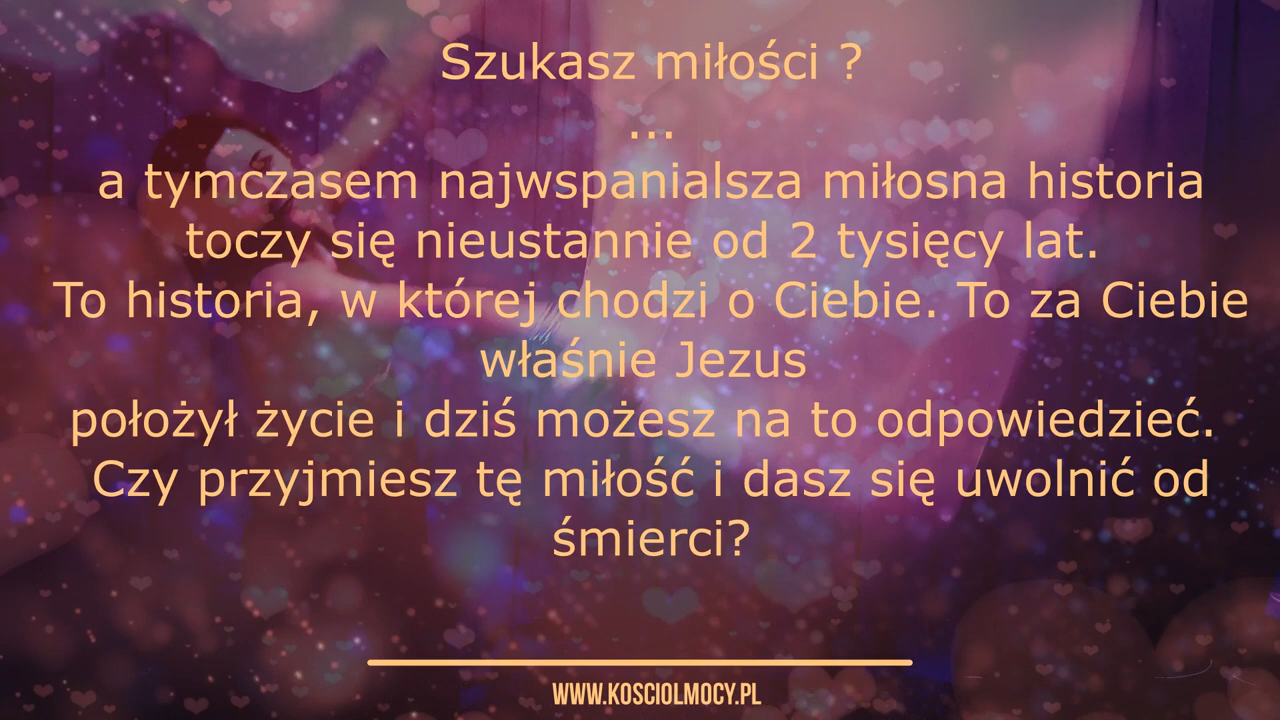 Szukasz miłości ?
...
a tymczasem najwspanialsza miłosna historia
toczy się nieustannie od 2 tysięcy lat.
To historia, w której chodzi o Ciebie. To za Ciebie
właśnie Jezus
położył życie i dziś możesz na to odpowiedzieć.
Czy przyjmiesz tę miłość i dasz się uwolnić od
śmierci?
WWW.KOSCIOLMOCY.PL